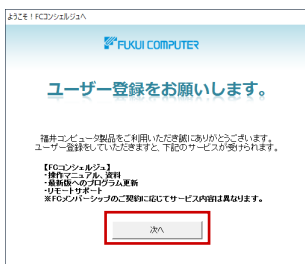 ようこそ！FCコンシェルジュへ
FUKUI COMPUTER
ユーザー登録をお願いします。
福井コンピュータ製品をご利用いただき誠にありがとうございます。
ユーザー登録をしていただきますと、下記のサービスが受けられます。
【FCコンシェルジュ】
・操作マニュアル、資料
・最新版へのプログラム更新
・リモートサポート
※FCメンバーシップのご契約に応じてサービス内容は異なります。
次へ